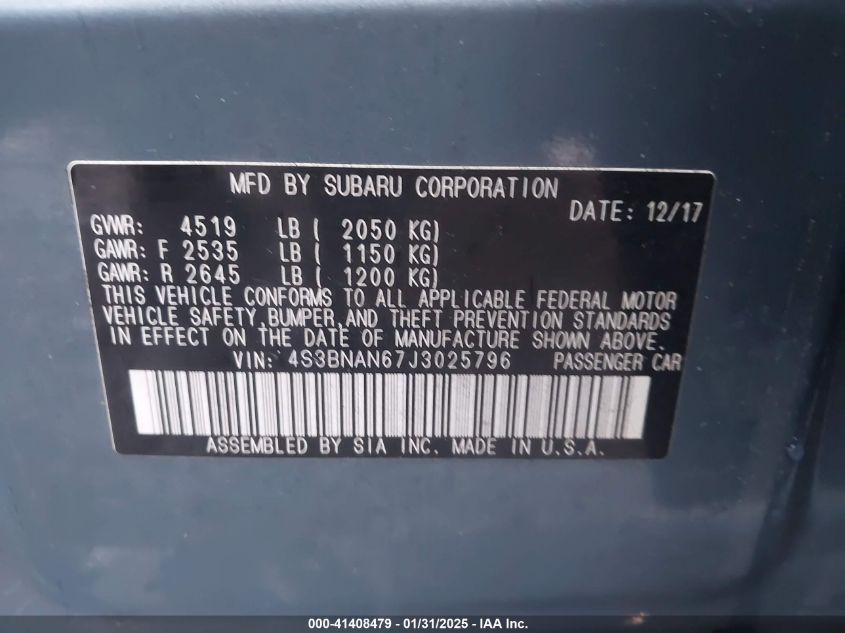 MFD BY SUBARU CORPORATION
DATE: 12/17
GVWR: 4519 LB ( 2050 KG)
GAWR: F 2535 LB ( 1150 KG)
GAWR: R 2645 LB ( 1200 KG)
THIS VEHICLE CONFORMS TO ALL APPLICABLE FEDERAL MOTOR
VEHICLE SAFETY,BUMPER,AND THEFT PREVENTION STANDARDS
IN EFFECT ON THE DATE OF MANUFACTURE SHOWN ABOVE.
VIN: 4S3BNAN67J3025796 PASSENGER CAR
ASSEMBLED BY SIA INC. MADE IN U.S.A.
000-41408479 - 01/31/2025 - IAA Inc.